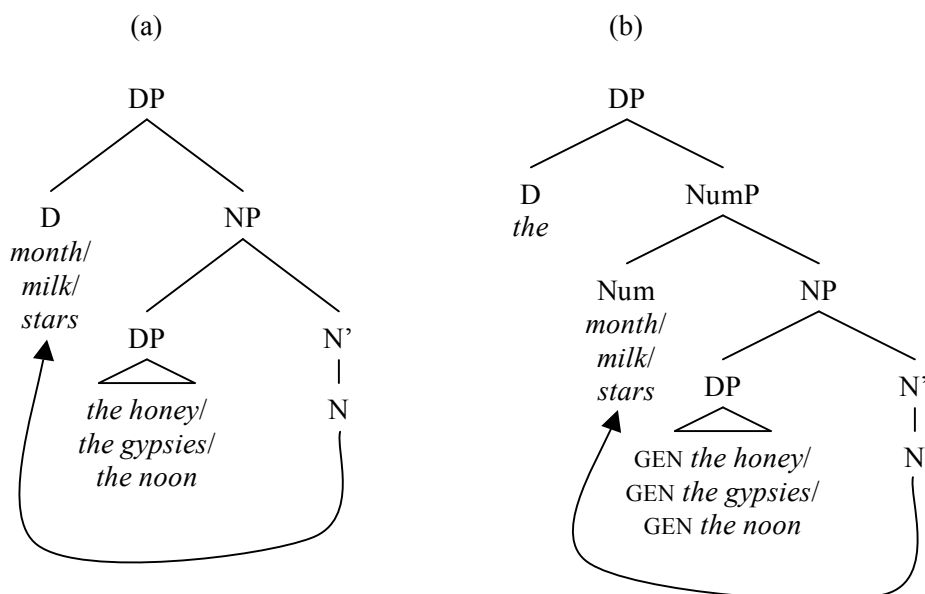 (a)
DP
D
month/
milk/
stars
NP
DP
the honey/
the gypsies/
the noon
N'
N
(b)
DP
D
the
NumP
Num
month/
milk/
stars
NP
DP
GEN the honey/
GEN the gypsies/
GEN the noon
N'
N